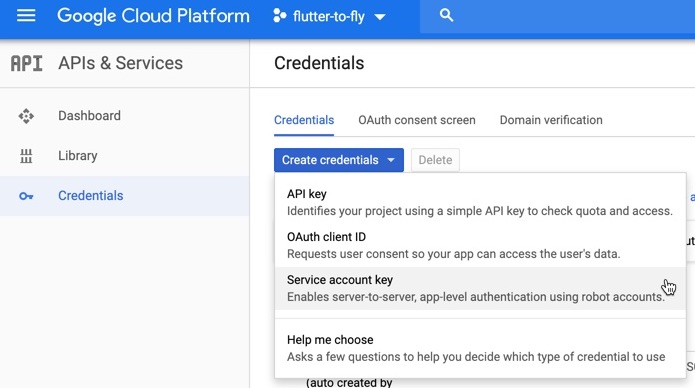 Google Cloud Platform flutter-to-fly
API APIs & Services
Credentials
Dashboard
Library
Credentials
Credentials OAuth consent screen Domain verification
Create credentials Delete
API key
Identifies your project using a simple API key to check quota and access.
OAuth client ID
Requests user consent so your app can access the user's data.
Service account key
Enables server-to-server, app-level authentication using robot accounts.
Help me choose
Asks a few questions to help you decide which type of credential to use
(auto created by